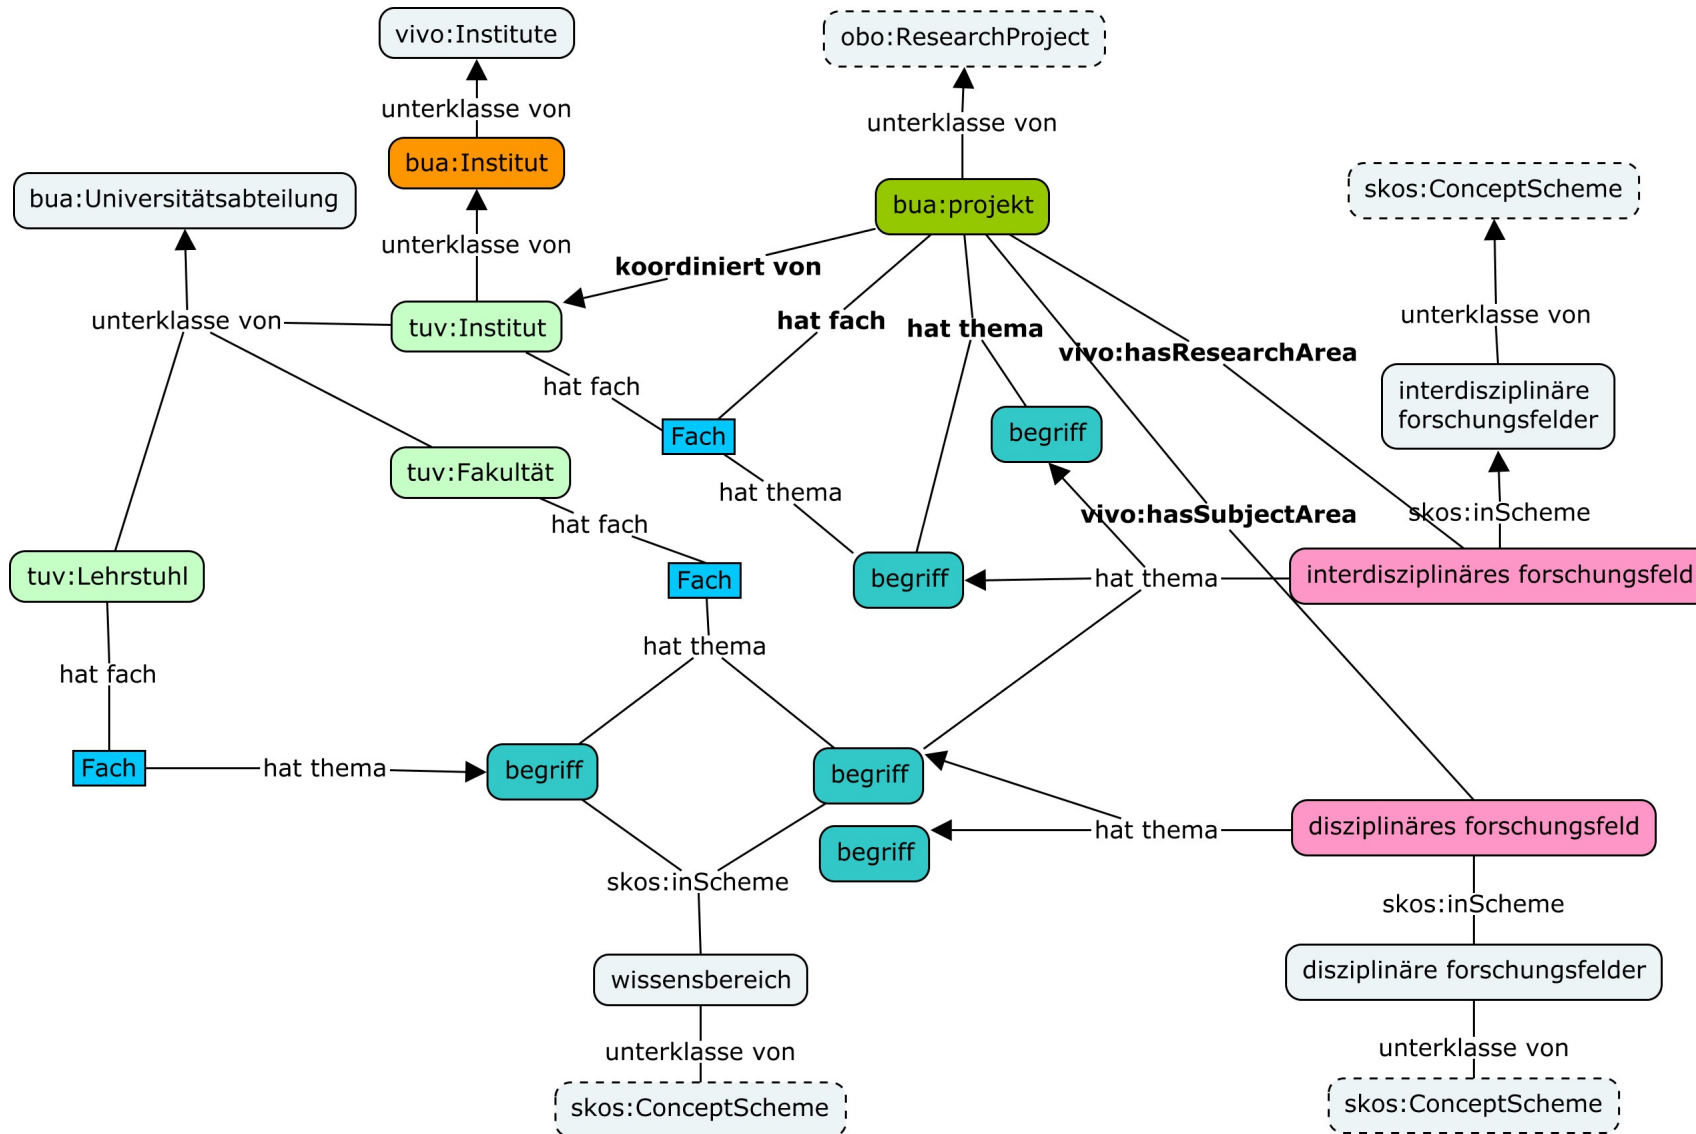 vivo:Institute
obo:ResearchProject
unterklasse von
unterklasse von
bua:Institut
skos:ConceptScheme
bua:Universitätsabteilung
bua:projekt
unterklasse von
koordiniert von
unterklasse von
unterklasse von
tuv:Institut
hat fach
hat thema
vivo:hasResearchArea
hat fach
interdisziplinäre
forschungsfelder
Fach
begriff
tuv:Fakultät
hat thema
skos:inScheme
vivo:hasSubjectArea
hat fach
tuv:Lehrstuhl
Fach
begriff
hat thema
interdisziplinäres forschungsfeld
hat thema
hat fach
Fach
hat thema
begriff
begriff
disziplinäres forschungsfeld
hat thema
begriff
skos:inScheme
skos:inScheme
wissensbereich
disziplinäre forschungsfelder
unterklasse von
unterklasse von
skos:ConceptScheme
skos:ConceptScheme